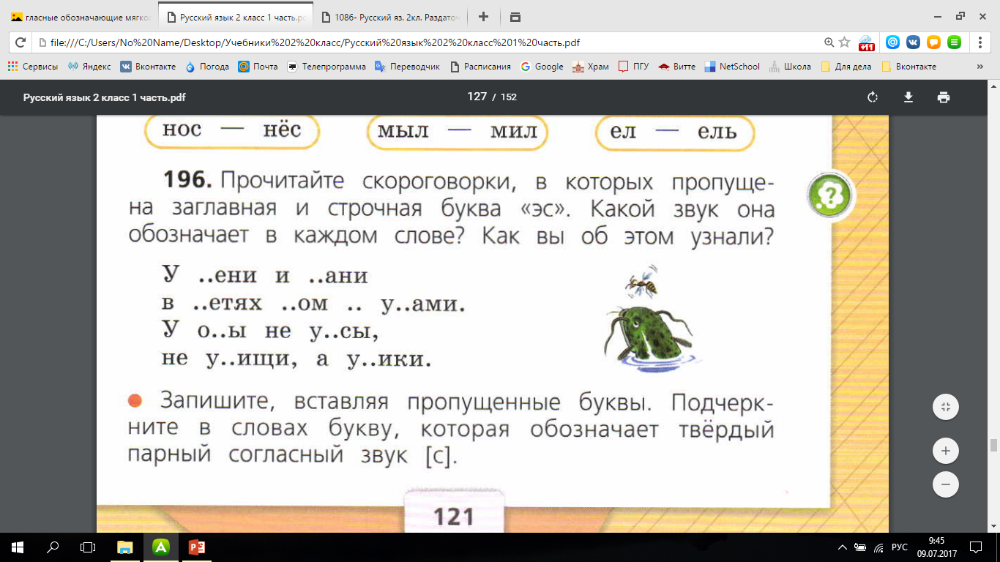 гласные обозначающие мягкос
Русский язык 2 класс 1 часть.pd
1086- Русский яз. 2кл. Раздаточ
file:///C:/Users/No%20Name/Desktop/Учебники%202%20класс/Русский%20язык%202%20класс%201%20часть.pdf
+11
Сервисы Яндекс Вконтакте Погода Почта Телепрограмма Переводчик Расписания Google Храм ПГУ Витте NetSchool Школа Для дела Вконтакте »
Русский язык 2 класс 1 часть.pdf 127 / 152
нос — нёс мыл — мил ел — ель
196. Прочитайте скороговорки, в которых пропуще-
на заглавная и строчная буква «эс». Какой звук она
обозначает в каждом слове? Как вы об этом узнали?
?
У ..ени и ..ани
в ..етях ..ом .. у..ами.
У о..ы не у..сы,
не у..ищи, а у..ики.
Запишите, вставляя пропущенные буквы. Подчерк-
ните в словах букву, которая обозначает твёрдый
парный согласный звук [с].
121
РУС
9:45
09.07.2017